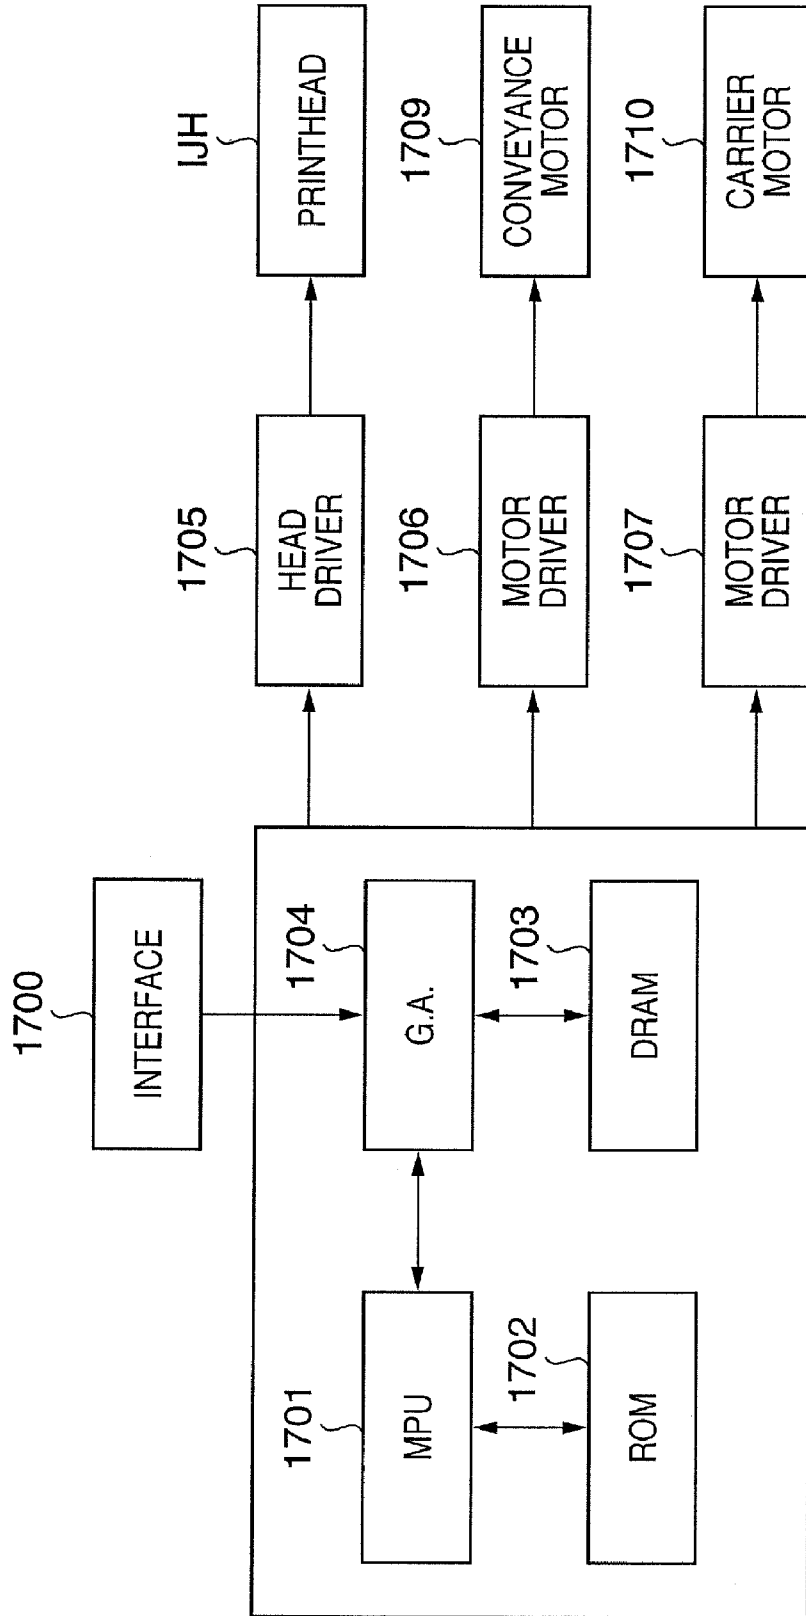 1700
INTERFACE
IJH
PRINTHEAD
1705
HEAD
DRIVER
1704
G.A.
1701
MPU
1709
CONVEYANCE
MOTOR
1706
MOTOR
DRIVER
1703
DRAM
1702
ROM
1710
CARRIER
MOTOR
1707
MOTOR
DRIVER